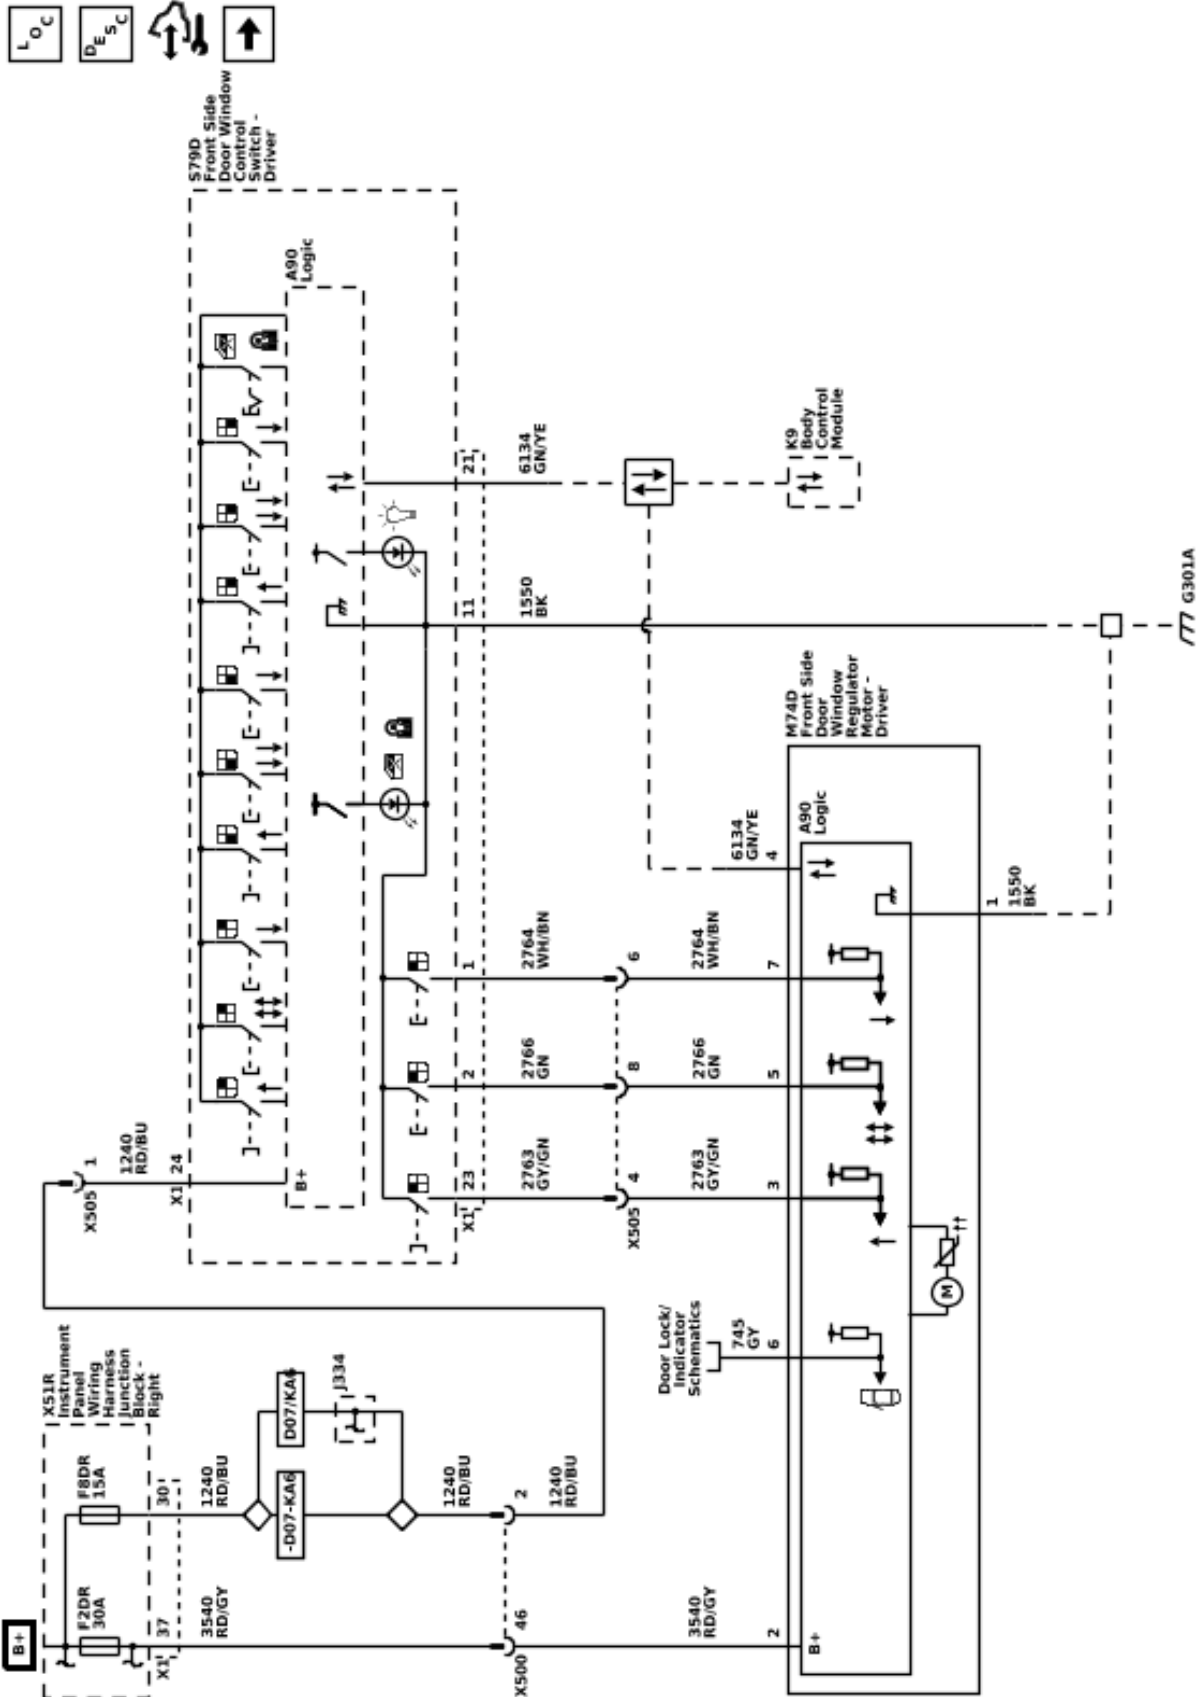 LOC
DESC
B+
X51R
Instrument
Panel
Wiring
Harness
Junction
Block -
Right
F2DR
30A
F8DR
15A
X1
37
30
3540
RD/GY
1240
RD/BU
-D07-KA6
D07/KA6
J334
1240
RD/BU
X500
46
2
1240
RD/BU
3540
RD/GY
2
B+
X505
1
1240
RD/BU
X1
24
B+
S79D
Front Side
Door Window
Control
Switch -
Driver
A90
Logic
X1
23
2
1
11
21
2763
GY/GN
2766
GN
2764
WH/BN
1550
BK
6134
GN/YE
X505
4
8
6
2763
GY/GN
2766
GN
2764
WH/BN
3
5
7
K9
Body
Control
Module
Door Lock/
Indicator
Schematics
745
GY
6
6134
GN/YE
4
M74D
Front Side
Door
Window
Regulator
Motor -
Driver
A90
Logic
M
1
1550
BK
G301A